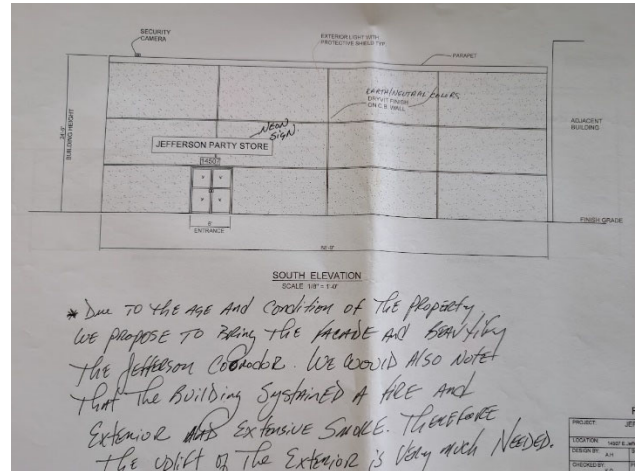 SECURITY
CAMERA
EXTERIOR LIGHT WITH
PROTECTIVE SHIELD TYP.
PARAPET
EARTH/NEUTRAL COLORS
DRYVIT FINISH
ON C.B. WALL
ADJACENT
BUILDING
BUILDING HEIGHT
NEON
SIGN
JEFFERSON PARTY STORE
14507
6'
ENTRANCE
FINISH GRADE
SOUTH ELEVATION
SCALE 1/8" = 1'-0"
* Due TO THE AGE AND Condition OF THE PROPERTY
WE PROPOSE TO BRING THE FACADE AND BEAUTIFY
THE JEFFERSON COORODOR. WE WOULD ALSO NOTE
THAT THE BUILDING SUSTAINED A FIRE AND
EXTERIOR EXTENSIVE SMOKE. THEREFORE
THE UPLIFT OF THE EXTERIOR IS VERY much NEEDED.
PROJECT:
LOCATION
DESIGN BY:
A.H.
CHECKED BY: